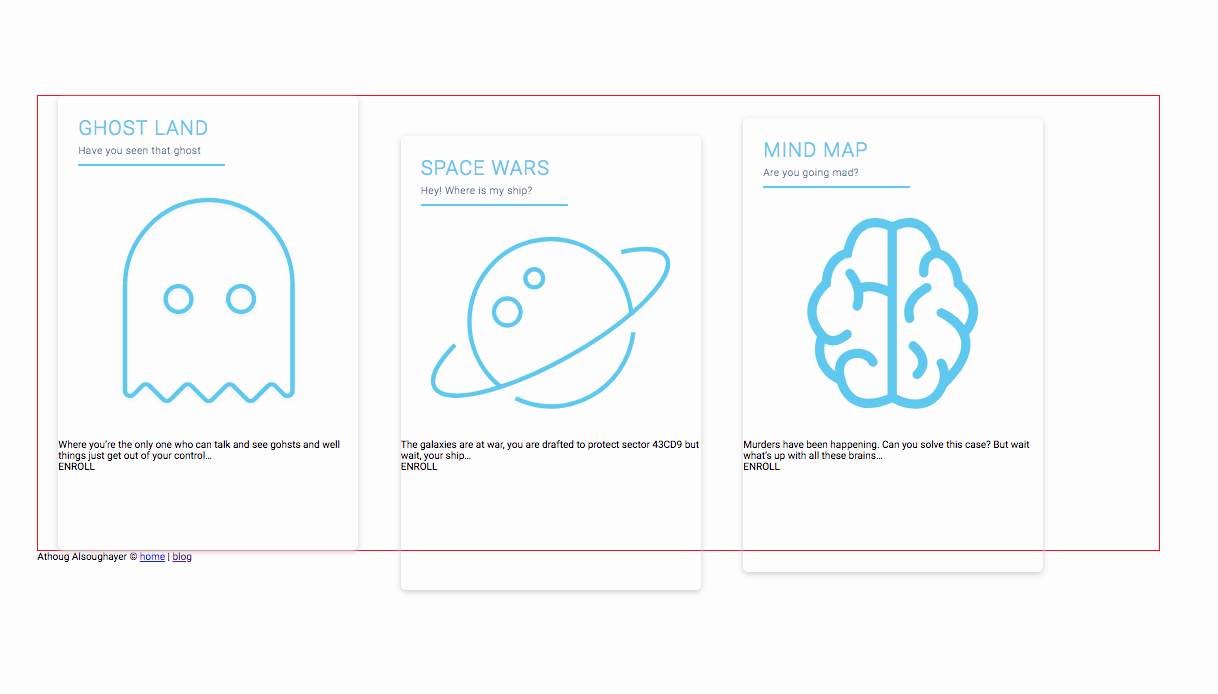 GHOST LAND
Have you seen that ghost
Where you're the only one who can talk and see gohsts and well
things just get out of your control...
ENROLL
SPACE WARS
Hey! Where is my ship?
The galaxies are at war, you are drafted to protect sector 43CD9 but
wait, your ship...
ENROLL
MIND MAP
Are you going mad?
Murders have been happening. Can you solve this case? But wait
what's up with all these brains...
ENROLL
Athoug Alsoughayer © home | blog